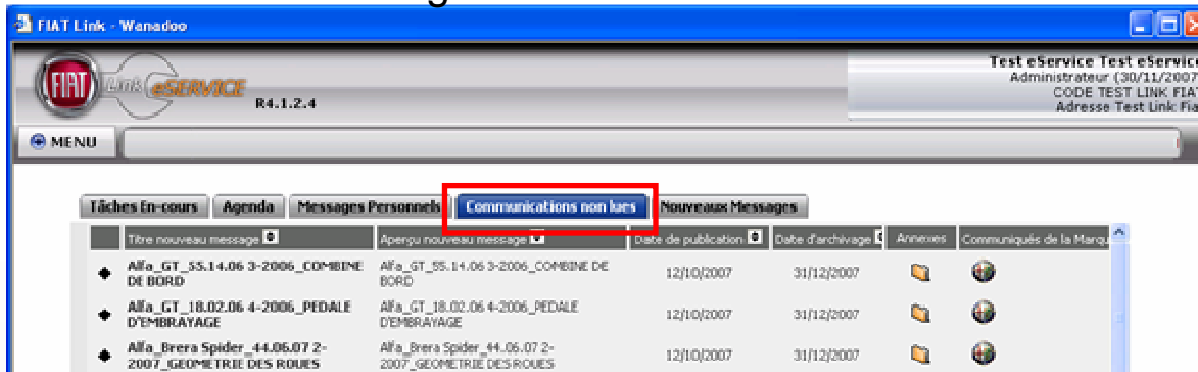 FIAT Link - Wanadoo
FIAT Link eSERVICE
R4.1.2.4
Test eService Test eService
Administrateur (30/11/2007
CODE TEST LINK FIAT
Adresse Test Link: Fia
MENU
Tâches En-cours Agenda Messages Personnels Communications non lues Nouveaux Messages
Titre nouveau message Aperçu nouveau message Date de publication Date d'archivage Annexes Communiqués de la Marqu
Alfa_GT_55.14.06 3-2006_COMBINE DE BORD
Alfa_GT_55.14.06 3-2006_COMBINE DE BORD
12/10/2007 31/12/2007
Alfa_GT_18.02.06 4-2006_PEDALE D'EMBRAYAGE
Alfa_GT_18.02.06 4-2006_PEDALE D'EMBRAYAGE
12/10/2007 31/12/2007
Alfa_Brera Spider_44.06.07 2-2007_GEOMETRIE DES ROUES
Alfa_Brera Spider_44.06.07 2-2007_GEOMETRIE DES ROUES
12/10/2007 31/12/2007